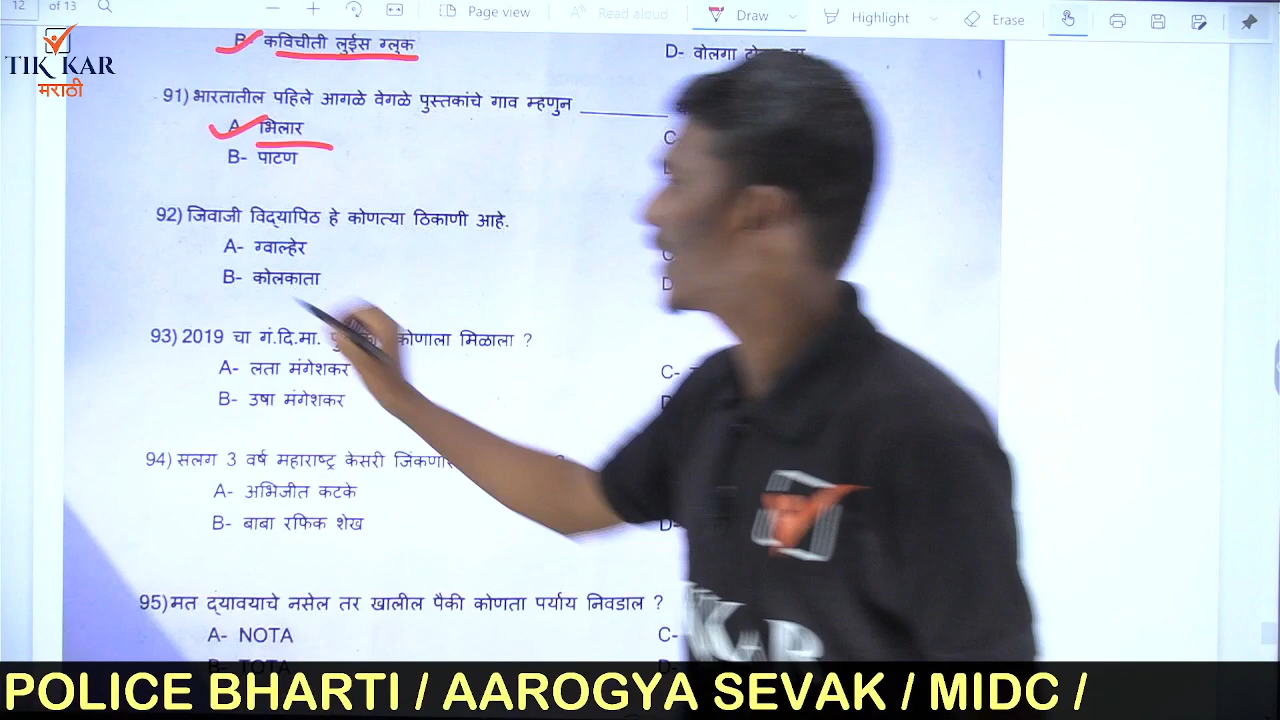 12 of 13 Page view Read aloud Draw Highlight Erase
TIK KAR
मराठी
B- कविचीती लुईस ग्लूक
D- वोलगा
91) भारतातील पहिले आगळे वेगळे पुस्तकांचे गाव म्हणुन ________
A- भिलार
C-
B- पाटण
92) जिवाजी विद्यापिठ हे कोणत्या ठिकाणी आहे.
A- ग्वाल्हेर
B- कोलकाता
93) 2019 चा गं.दि.मा. कोणाला मिळाला ?
A- लता मंगेशकर
C-
B- उषा मंगेशकर
94) सलग 3 वर्ष महाराष्ट्र केसरी
A- अभिजीत कटके
B- बाबा रफिक शेख
D-
95) मत द्यावयाचे नसेल तर खालील पैकी कोणता पर्याय निवडाल ?
A- NOTA
C-
B- TOTA
D-
POLICE BHARTI / AAROGYA SEVAK / MIDC /